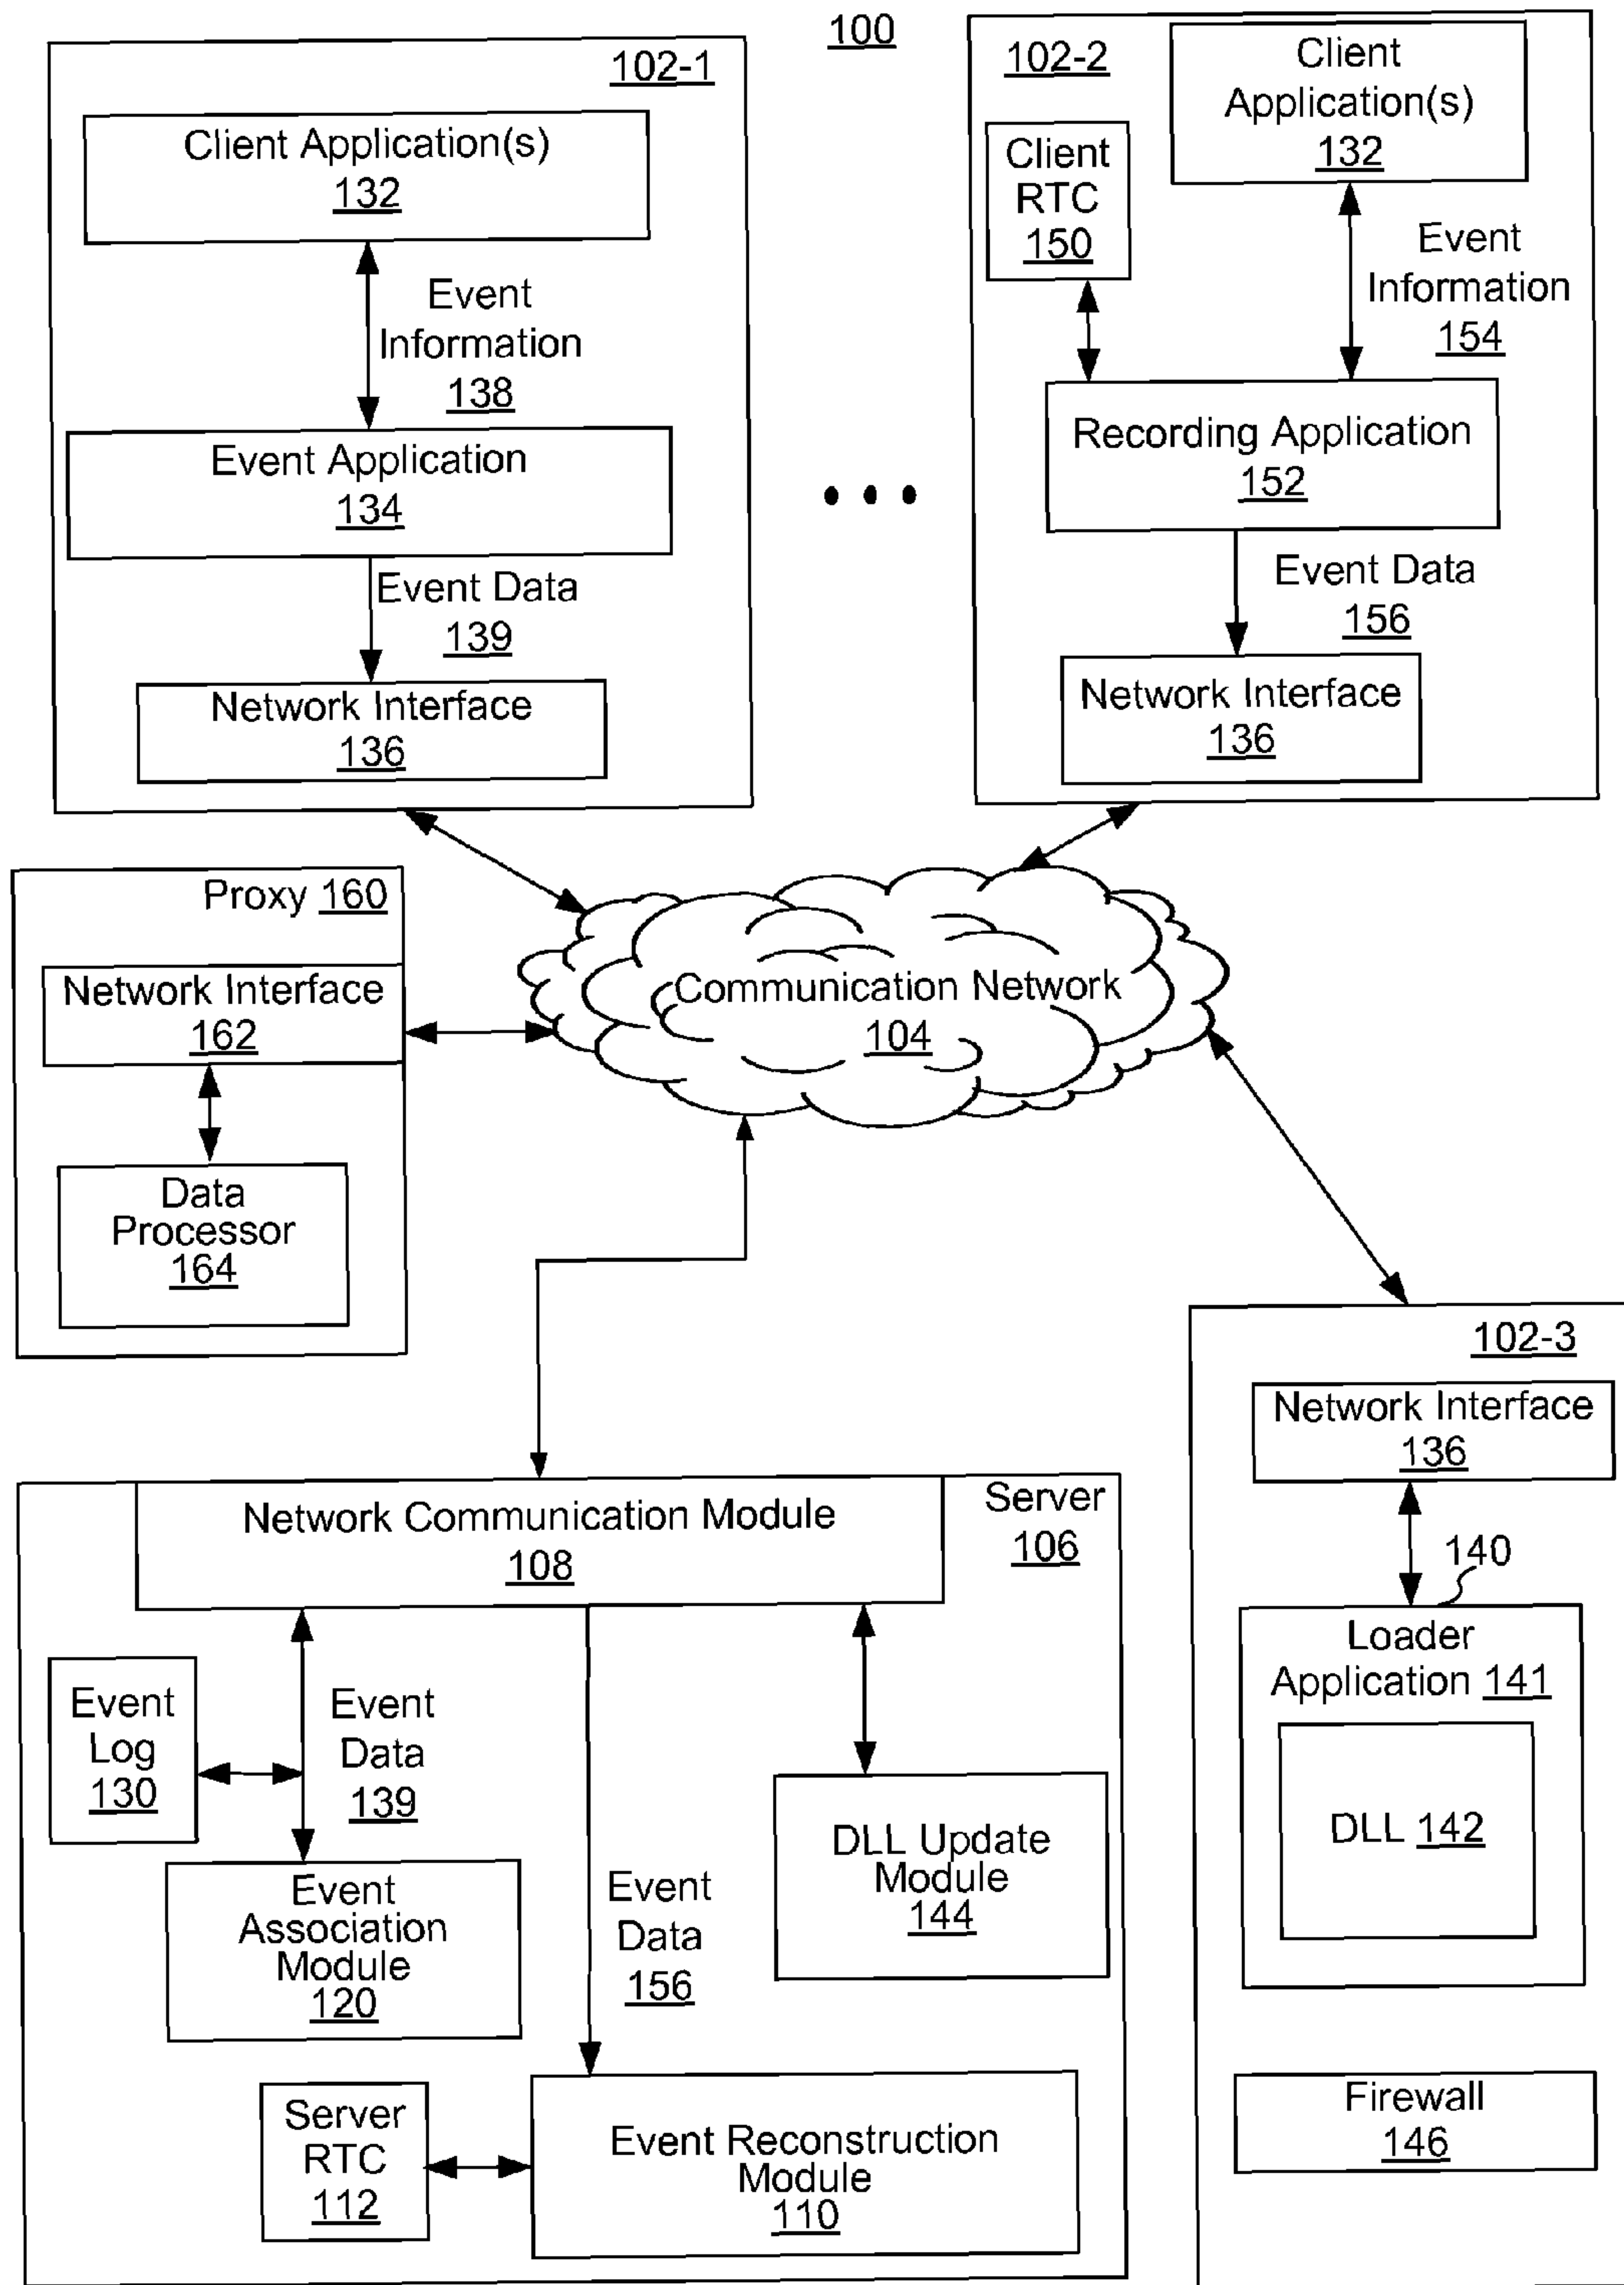 100
102-1
Client Application(s)
132
Event
Information
138
Event Application
134
Event Data
139
Network Interface
136
102-2
Client
Application(s)
132
Client
RTC
150
Event
Information
154
Recording Application
152
Event Data
156
Network Interface
136
Proxy 160
Network Interface
162
Data
Processor
164
Communication Network
104
102-3
Network Interface
136
140
Loader
Application 141
DLL 142
Firewall
146
Server
106
Network Communication Module
108
Event
Log
130
Event
Data
139
Event
Association
Module
120
Event
Data
156
DLL Update
Module
144
Server
RTC
112
Event Reconstruction
Module
110